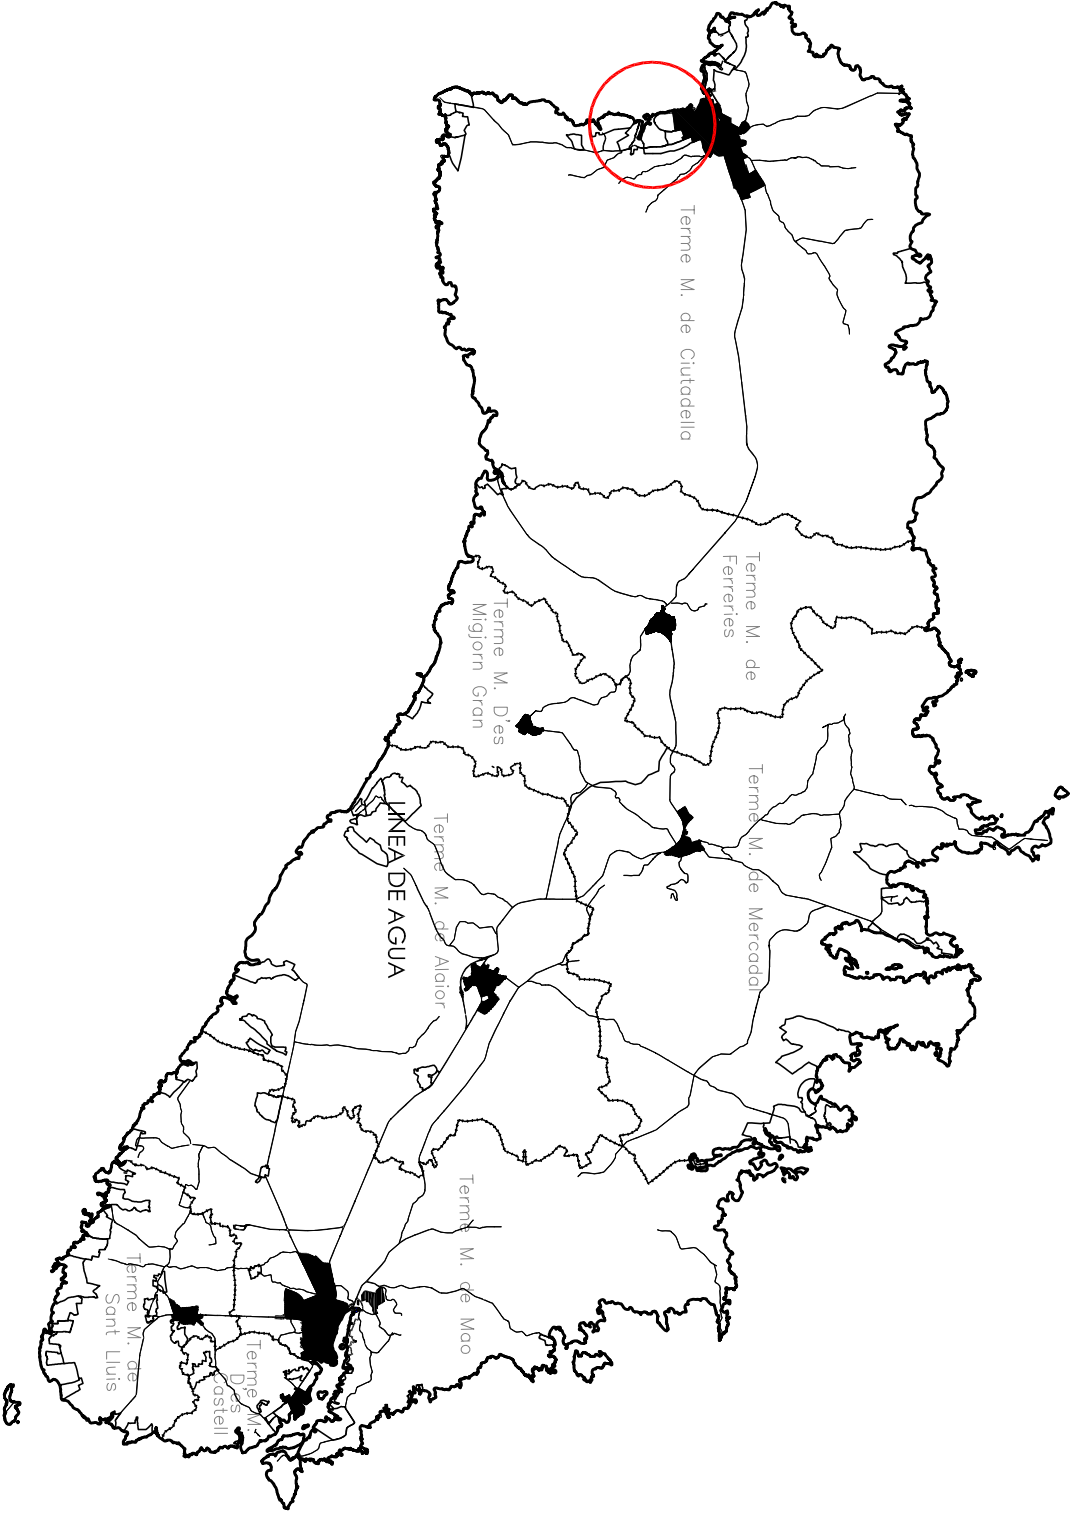 Terme M. de Ciutadella
Terme M. de
Ferreries
Terme M. D'es
Migjorn Gran
Terme M. de Mercadal
Terme M. de Alaior
LINEA DE AGUA
Terme M. de Mao
Terme M. de
Sant Lluis
Terme M.
D'es
Castell